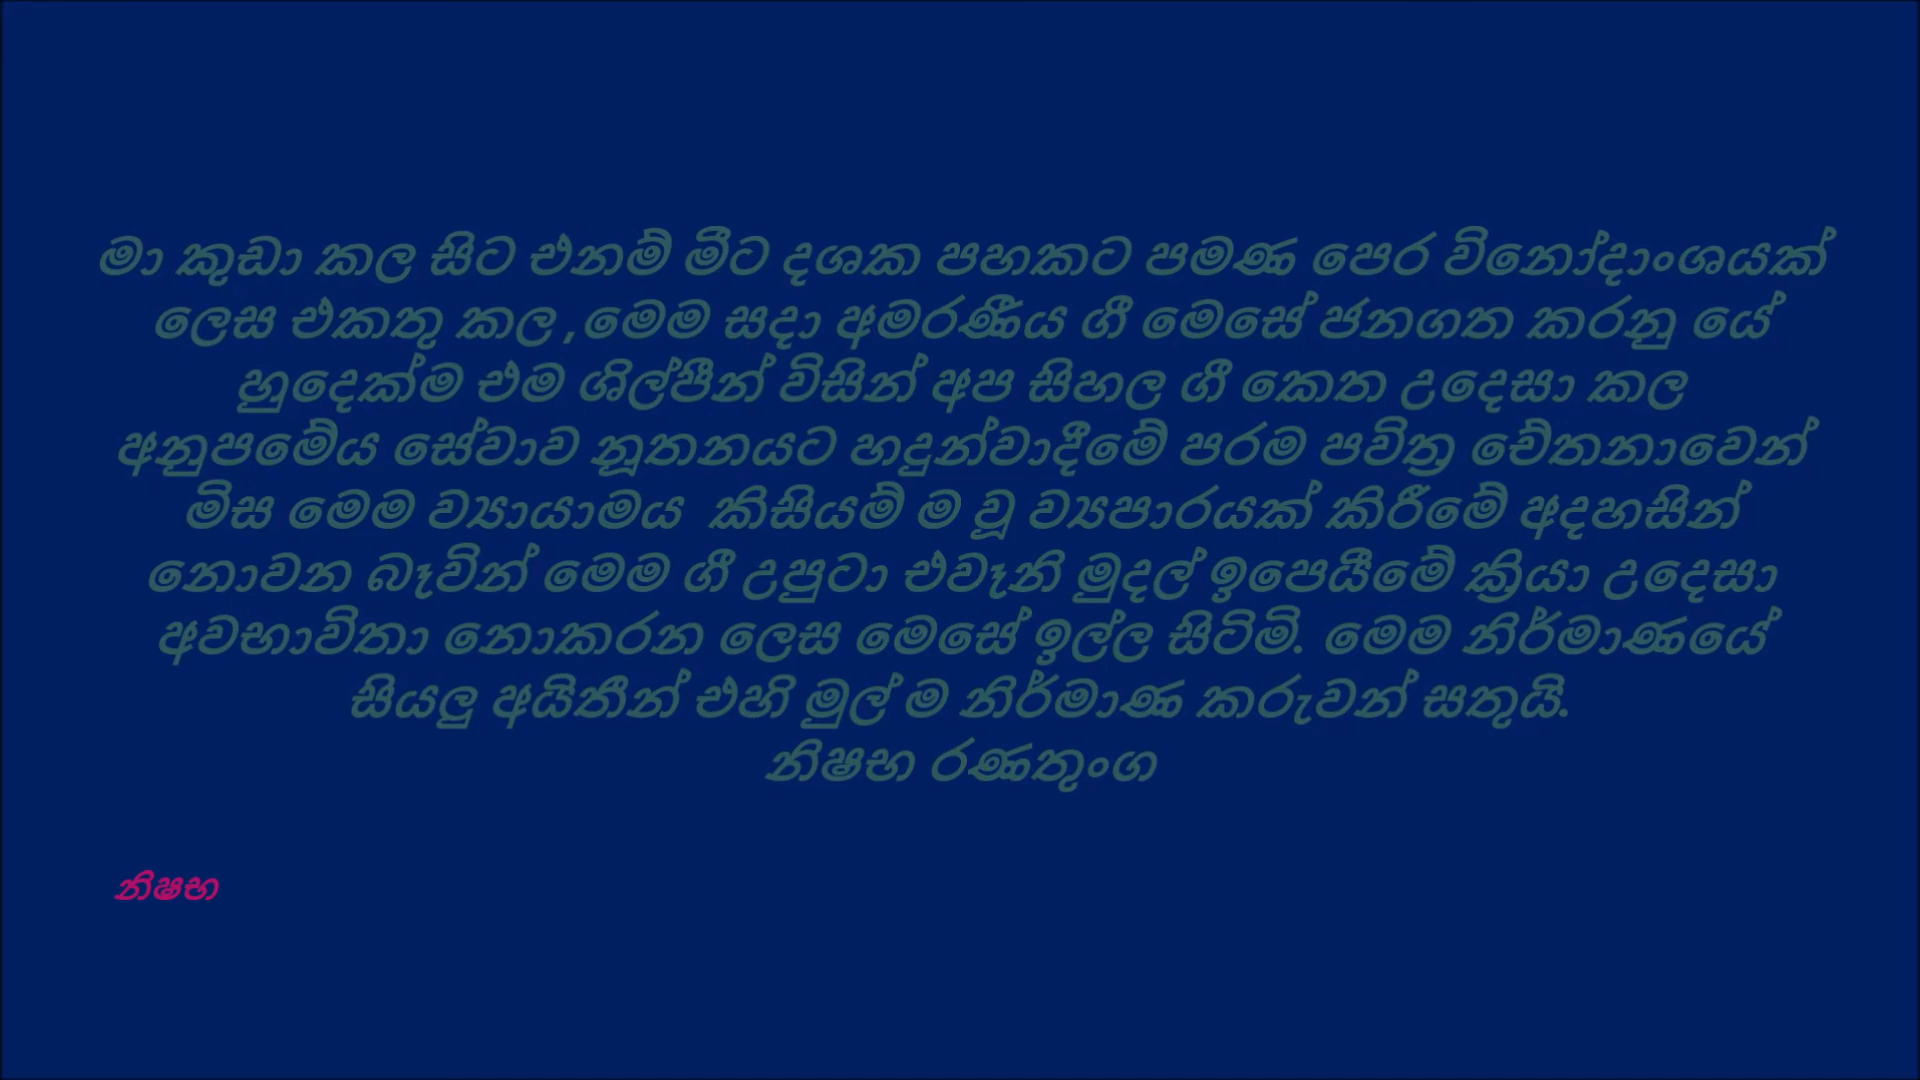 මා කුඩා කල සිට එනම් මීට දශක පහකට පමණ පෙර විනෝදාංශයක්
ලෙස එකතු කල ,මෙම සදා අමරණීය ගී මෙසේ ජනගත කරනු යේ
හුදෙක්ම එම ශිල්පීන් විසින් අප සිහල ගී කෙත උදෙසා කල
අනුපමේය සේවාව නූතනයට හදුන්වාදීමේ පරම පවිත්‍ර චේතනාවෙන්
මිස මෙම ව්‍යායාමය කිසියම් ම වූ ව්‍යපාරයක් කිරීමේ අදහසින්
නොවන බෑවින් මෙම ගී උපුටා එවෑනි මුදල් ඉපෙයීමේ ක්‍රියා උදෙසා
අවභාවිතා නොකරන ලෙස මෙසේ ඉල්ල සිටිමි. මෙම නිර්මාණයේ
සියලු අයිතීන් එහි මුල් ම නිර්මාණ කරුවන් සතුයි.
නිෂභ රණතුංග
නිෂභ